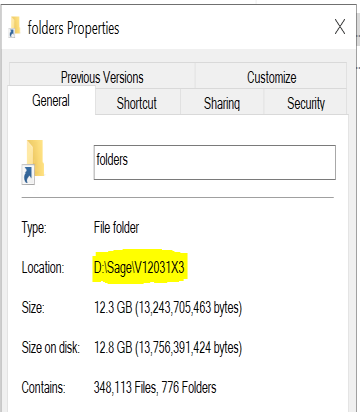 folders Properties
Previous Versions
Customize
General
Shortcut
Sharing
Security
folders
Type: File folder
Location: D:\Sage\V12031X3
Size: 12.3 GB (13,243,705,463 bytes)
Size on disk: 12.8 GB (13,756,391,424 bytes)
Contains: 348,113 Files, 776 Folders